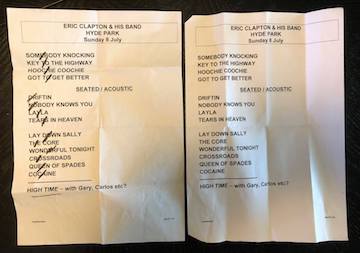 ERIC CLAPTON & HIS BAND
HYDE PARK
Sunday 8 July
SOMEBODY KNOCKING
KEY TO THE HIGHWAY
HOOCHIE COOCHIE
GOT TO GET BETTER
SEATED / ACOUSTIC
DRIFTIN
NOBODY KNOWS YOU
LAYLA
TEARS IN HEAVEN
LAY DOWN SALLY
THE CORE
WONDERFUL TONIGHT
CROSSROADS
QUEEN OF SPADES
COCAINE
HIGH TIME – with Gary, Carlos etc?
ERIC CLAPTON & HIS BAND
HYDE PARK
Sunday 8 July
SOMEBODY KNOCKING
KEY TO THE HIGHWAY
HOOCHIE COOCHIE
GOT TO GET BETTER
SEATED / ACOUSTIC
DRIFTIN
NOBODY KNOWS YOU
LAYLA
TEARS IN HEAVEN
LAY DOWN SALLY
THE CORE
WONDERFUL TONIGHT
CROSSROADS
QUEEN OF SPADES
COCAINE
HIGH TIME – with Gary, Carlos etc?